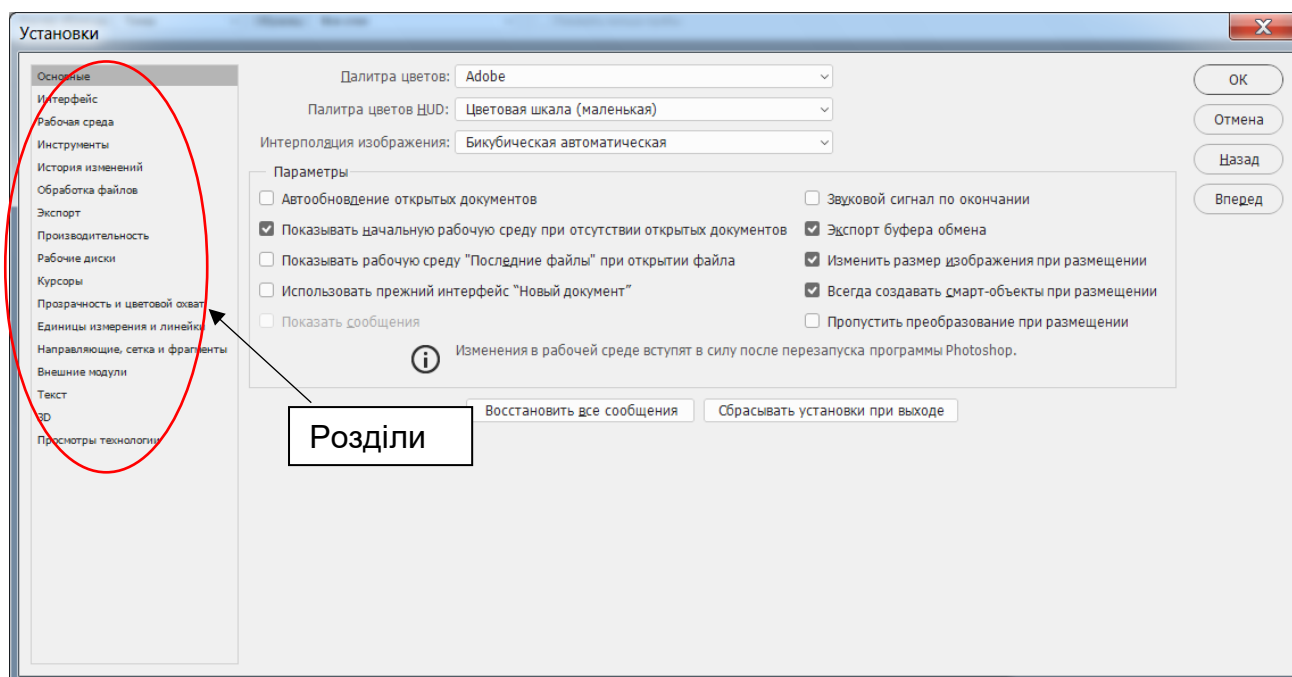 Установки
Основные
Интерфейс
Рабочая среда
Инструменты
История изменений
Обработка файлов
Экспорт
Производительность
Рабочие диски
Курсоры
Прозрачность и цветовой охват
Единицы измерения и линейки
Направляющие, сетка и фрагменты
Внешние модули
Текст
3D
Просмотры технологии
Палитра цветов: Adobe
Палитра цветов HUD: Цветовая шкала (маленькая)
Интерполяция изображения: Бикубическая автоматическая
Параметры
Автообновление открытых документов
Показывать начальную рабочую среду при отсутствии открытых документов
Показывать рабочую среду "Последние файлы" при открытии файла
Использовать прежний интерфейс "Новый документ"
Показать сообщения
Звуковой сигнал по окончании
Экспорт буфера обмена
Изменить размер изображения при размещении
Всегда создавать смарт-объекты при размещении
Пропустить преобразование при размещении
Изменения в рабочей среде вступят в силу после перезапуска программы Photoshop.
Восстановить все сообщения
Сбрасывать установки при выходе
Розділи
ОК
Отмена
Назад
Вперед